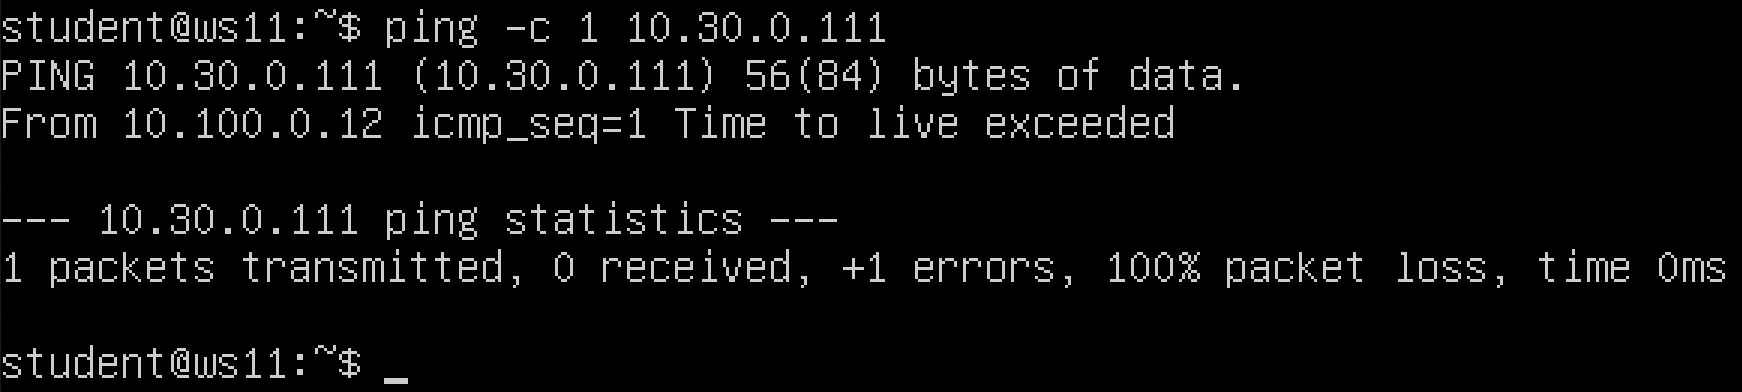 student@ws11:~$ ping -c 1 10.30.0.111
PING 10.30.0.111 (10.30.0.111) 56(84) bytes of data.
From 10.100.0.12 icmp_seq=1 Time to live exceeded
--- 10.30.0.111 ping statistics ---
1 packets transmitted, 0 received, +1 errors, 100% packet loss, time 0ms
student@ws11:~$ _